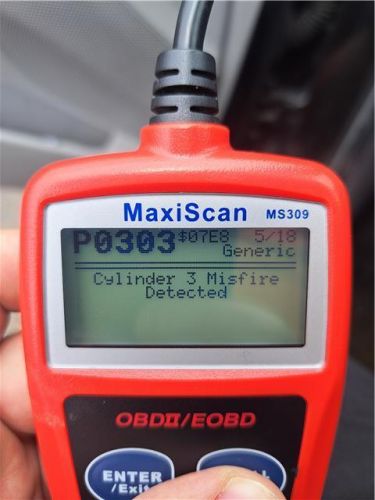 MaxiScan MS309
P0303 $07E8 5/18
Generic
Cylinder 3 Misfire
Detected
OBDII/EOBD
ENTER
/Exit